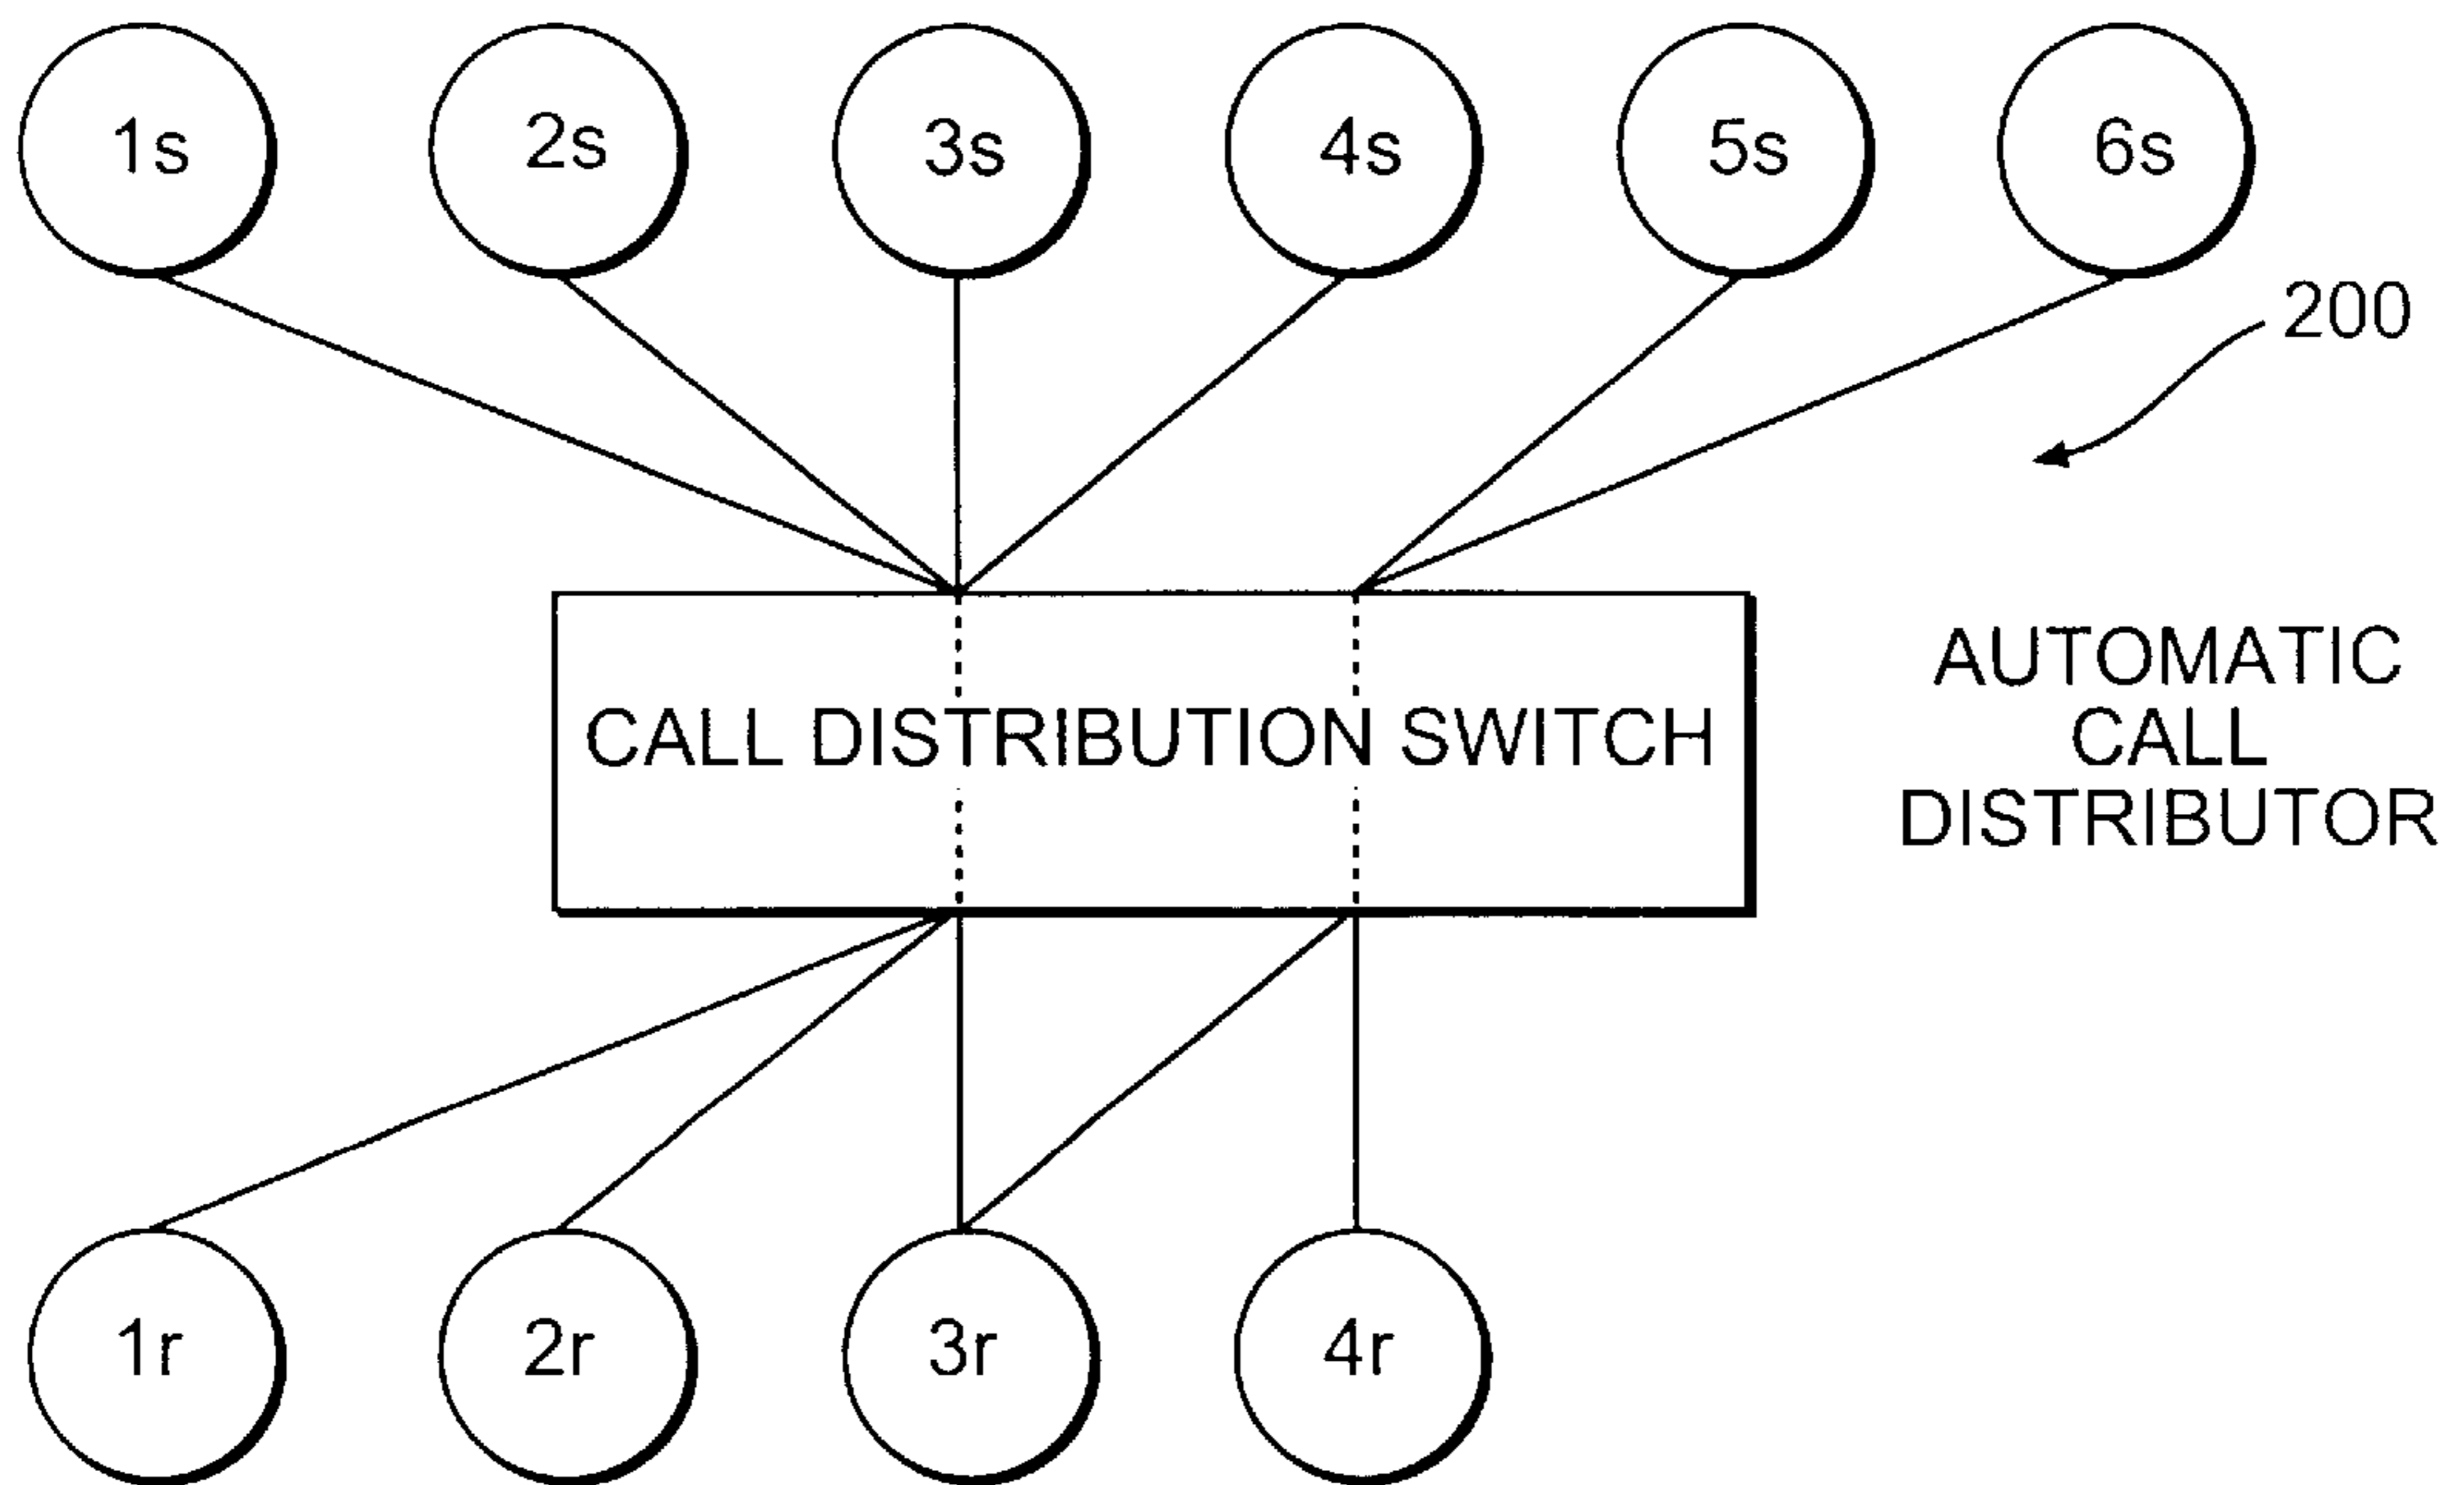 1s
2s
3s
4s
5s
6s
200
CALL DISTRIBUTION SWITCH
AUTOMATIC
CALL
DISTRIBUTOR
1r
2r
3r
4r